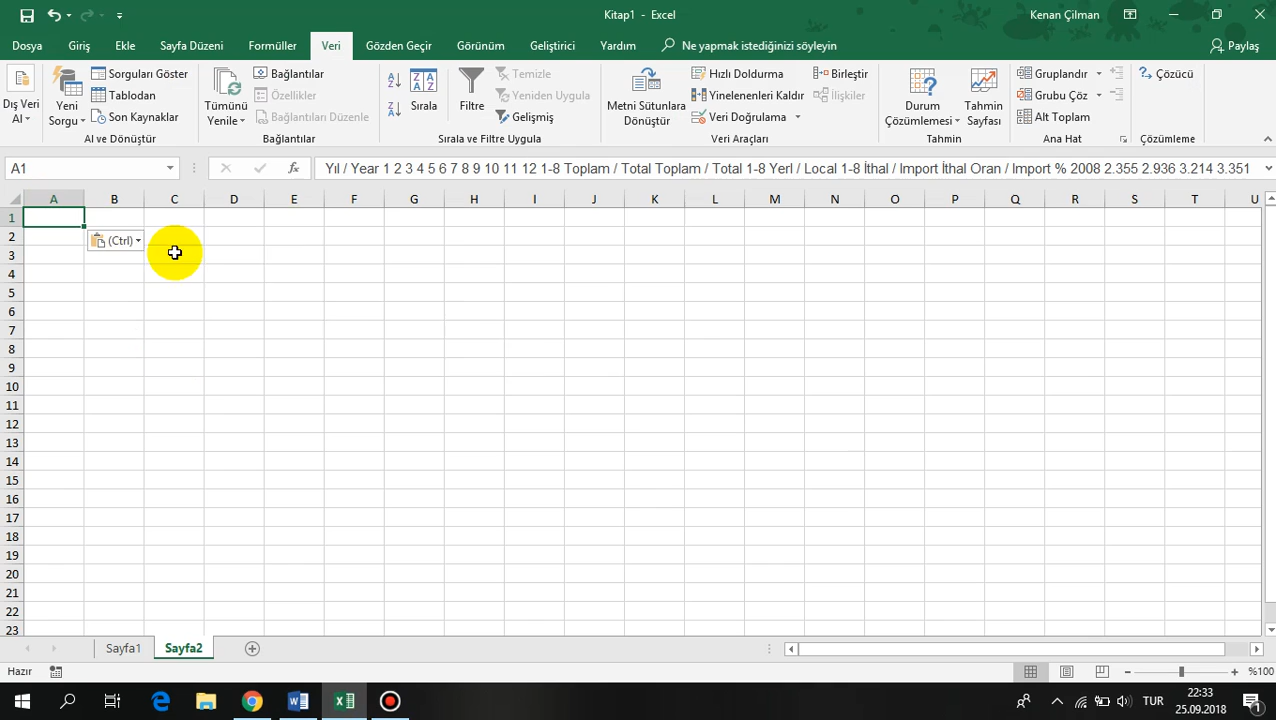 Kitap1 - Excel
Kenan Çilman
Dosya Giriş Ekle Sayfa Düzeni Formüller Veri Gözden Geçir Görünüm Geliştirici Yardım Ne yapmak istediğinizi söyleyin Paylaş
Dış Veri Al
Yeni Sorgu
Sorguları Göster
Tablodan
Son Kaynaklar
Al ve Dönüştür
Tümünü Yenile
Bağlantılar
Özellikler
Bağlantıları Düzenle
Bağlantılar
Sırala
Filtre
Temizle
Yeniden Uygula
Gelişmiş
Sırala ve Filtre Uygula
Metni Sütunlara Dönüştür
Hızlı Doldurma
Yinelenenleri Kaldır
Veri Doğrulama
Birleştir
İlişkiler
Veri Araçları
Durum Çözümlemesi
Tahmin Sayfası
Tahmin
Gruplandır
Grubu Çöz
Alt Toplam
Ana Hat
Çözücü
Çözümleme
A1 fx Yıl / Year 1 2 3 4 5 6 7 8 9 10 11 12 1-8 Toplam / Total Toplam / Total 1-8 Yerl / Local 1-8 İthal / Import İthal Oran / Import % 2008 2.355 2.936 3.214 3.351
A B C D E F G H I J K L M N O P Q R S T U
1
2
(Ctrl)
3
4
5
6
7
8
9
10
11
12
13
14
15
16
17
18
19
20
21
22
23
Sayfa1 Sayfa2
Hazır
%100
TUR
22:33
25.09.2018
1